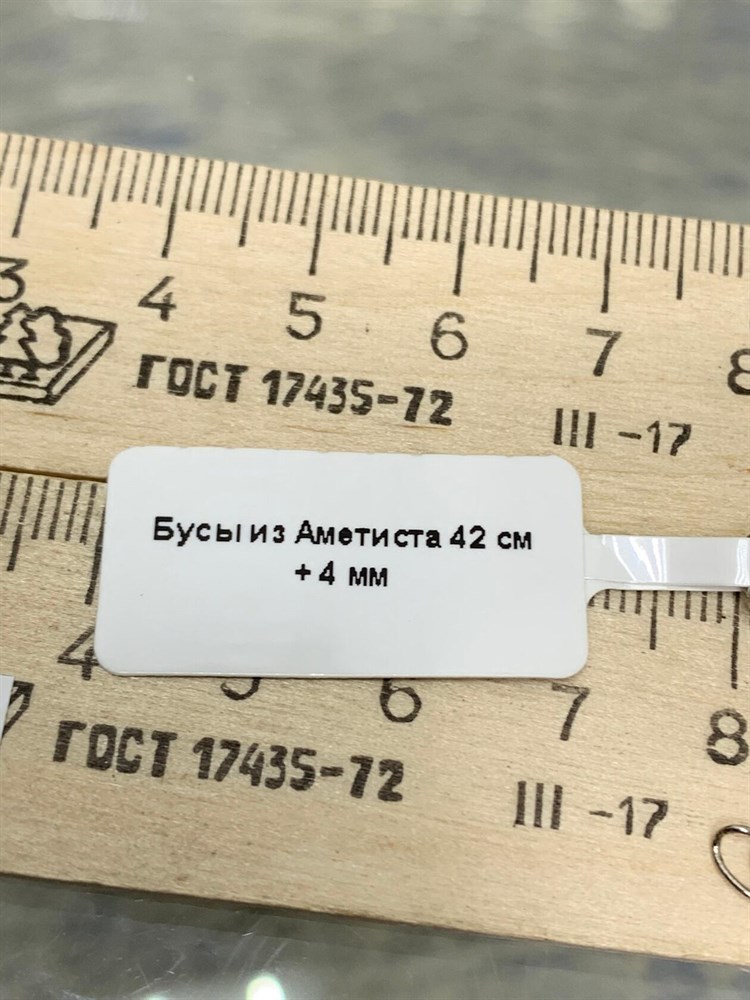 3 4 5 6 7 8
ГОСТ 17435-72 III -17
Бусы из Аметиста 42 см
+ 4 мм
4 5 6 7 8
ГОСТ 17435-72 III -17